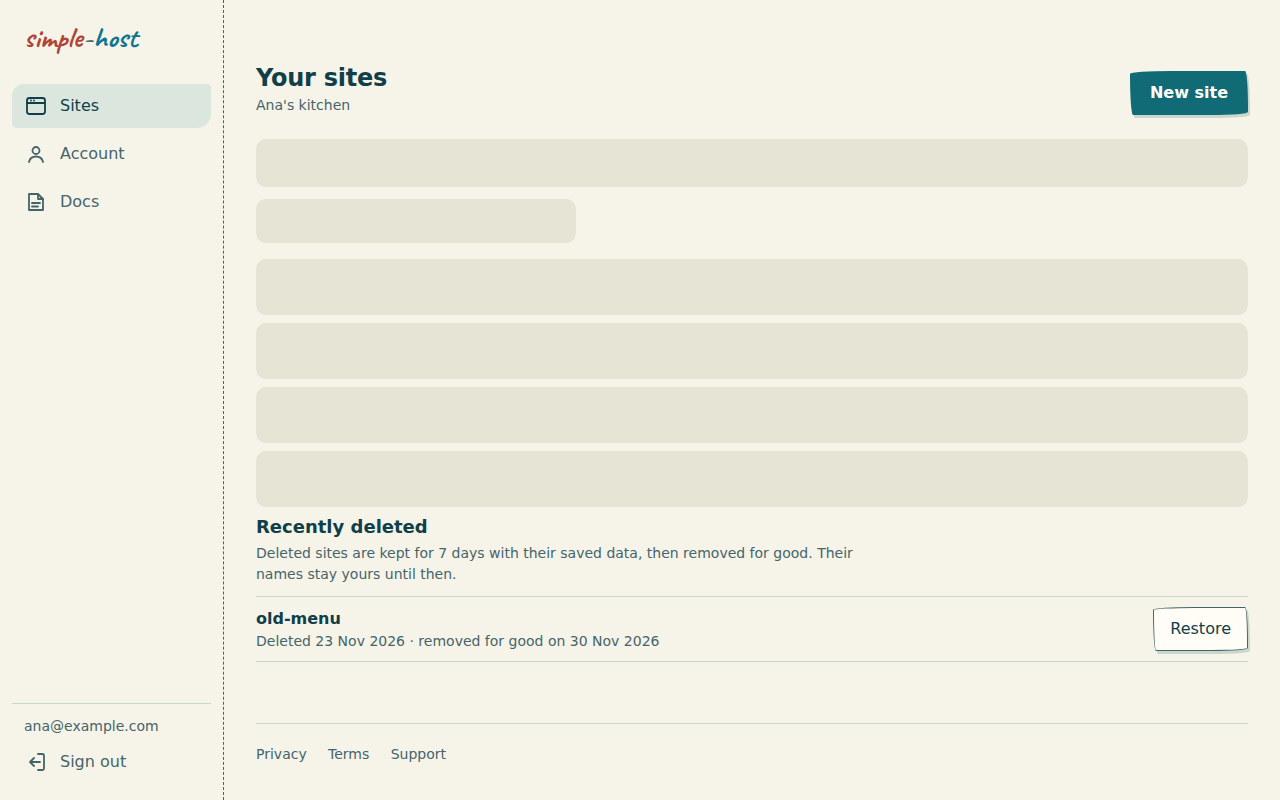 simple-host
Sites
Account
Docs
ana@example.com
Sign out
Your sites
Ana's kitchen
New site
Recently deleted
Deleted sites are kept for 7 days with their saved data, then removed for good. Their
names stay yours until then.
old-menu
Deleted 23 Nov 2026 · removed for good on 30 Nov 2026
Restore
Privacy Terms Support